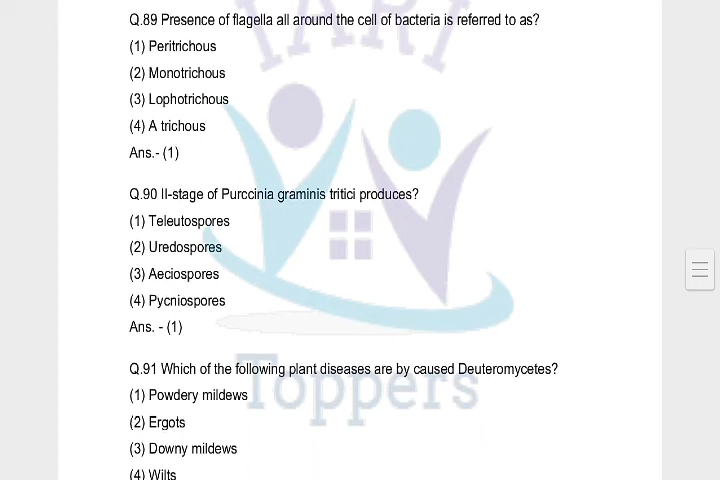 IARI
Q.89 Presence of flagella all around the cell of bacteria is referred to as?
(1) Peritrichous
(2) Monotrichous
(3) Lophotrichous
(4) A trichous
Ans.- (1)
Q.90 II-stage of Purccinia graminis tritici produces?
(1) Teleutospores
(2) Uredospores
(3) Aeciospores
(4) Pycniospores
Ans. - (1)
Q.91 Which of the following plant diseases are by caused Deuteromycetes?
(1) Powdery mildews
Toppers
(2) Ergots
(3) Downy mildews
(4) Wilts